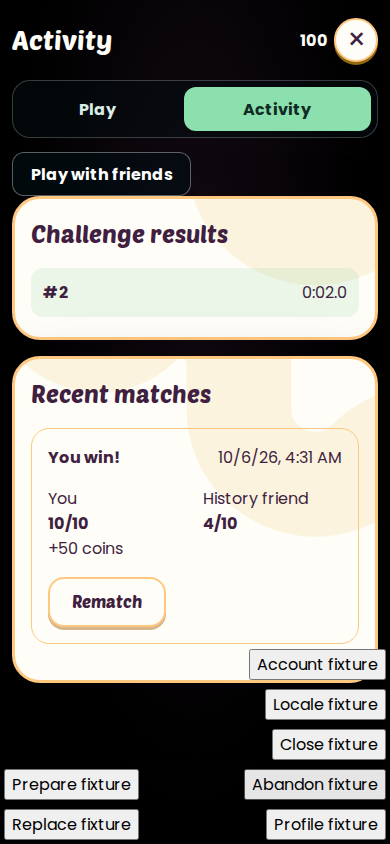 Activity
100
×
Play
Activity
Play with friends
Challenge results
#2
0:02.0
Recent matches
You win!
10/6/26, 4:31 AM
You
History friend
10/10
4/10
+50 coins
Rematch
Account fixture
Locale fixture
Close fixture
Prepare fixture
Abandon fixture
Replace fixture
Profile fixture